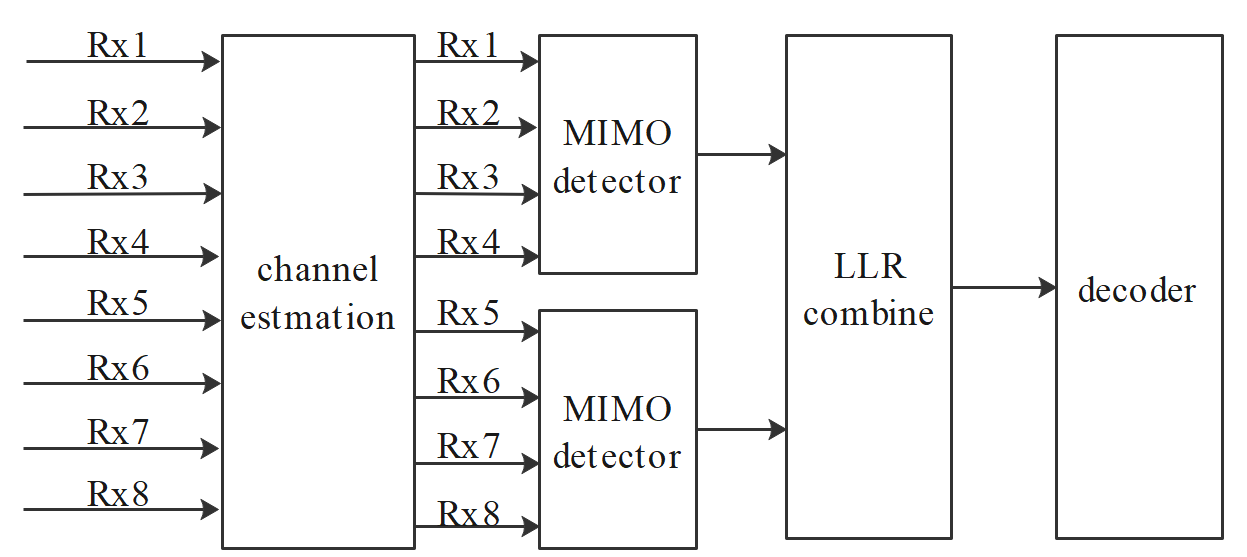 Rx1
Rx2
Rx3
Rx4
Rx5
Rx6
Rx7
Rx8
channel
estmation
Rx1
Rx2
Rx3
Rx4
Rx5
Rx6
Rx7
Rx8
MIMO
detector
MIMO
detector
LLR
combine
decoder